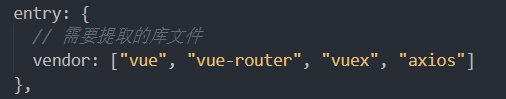 entry: {
  // 需要提取的库文件
  vendor: ["vue", "vue-router", "vuex", "axios"]
},